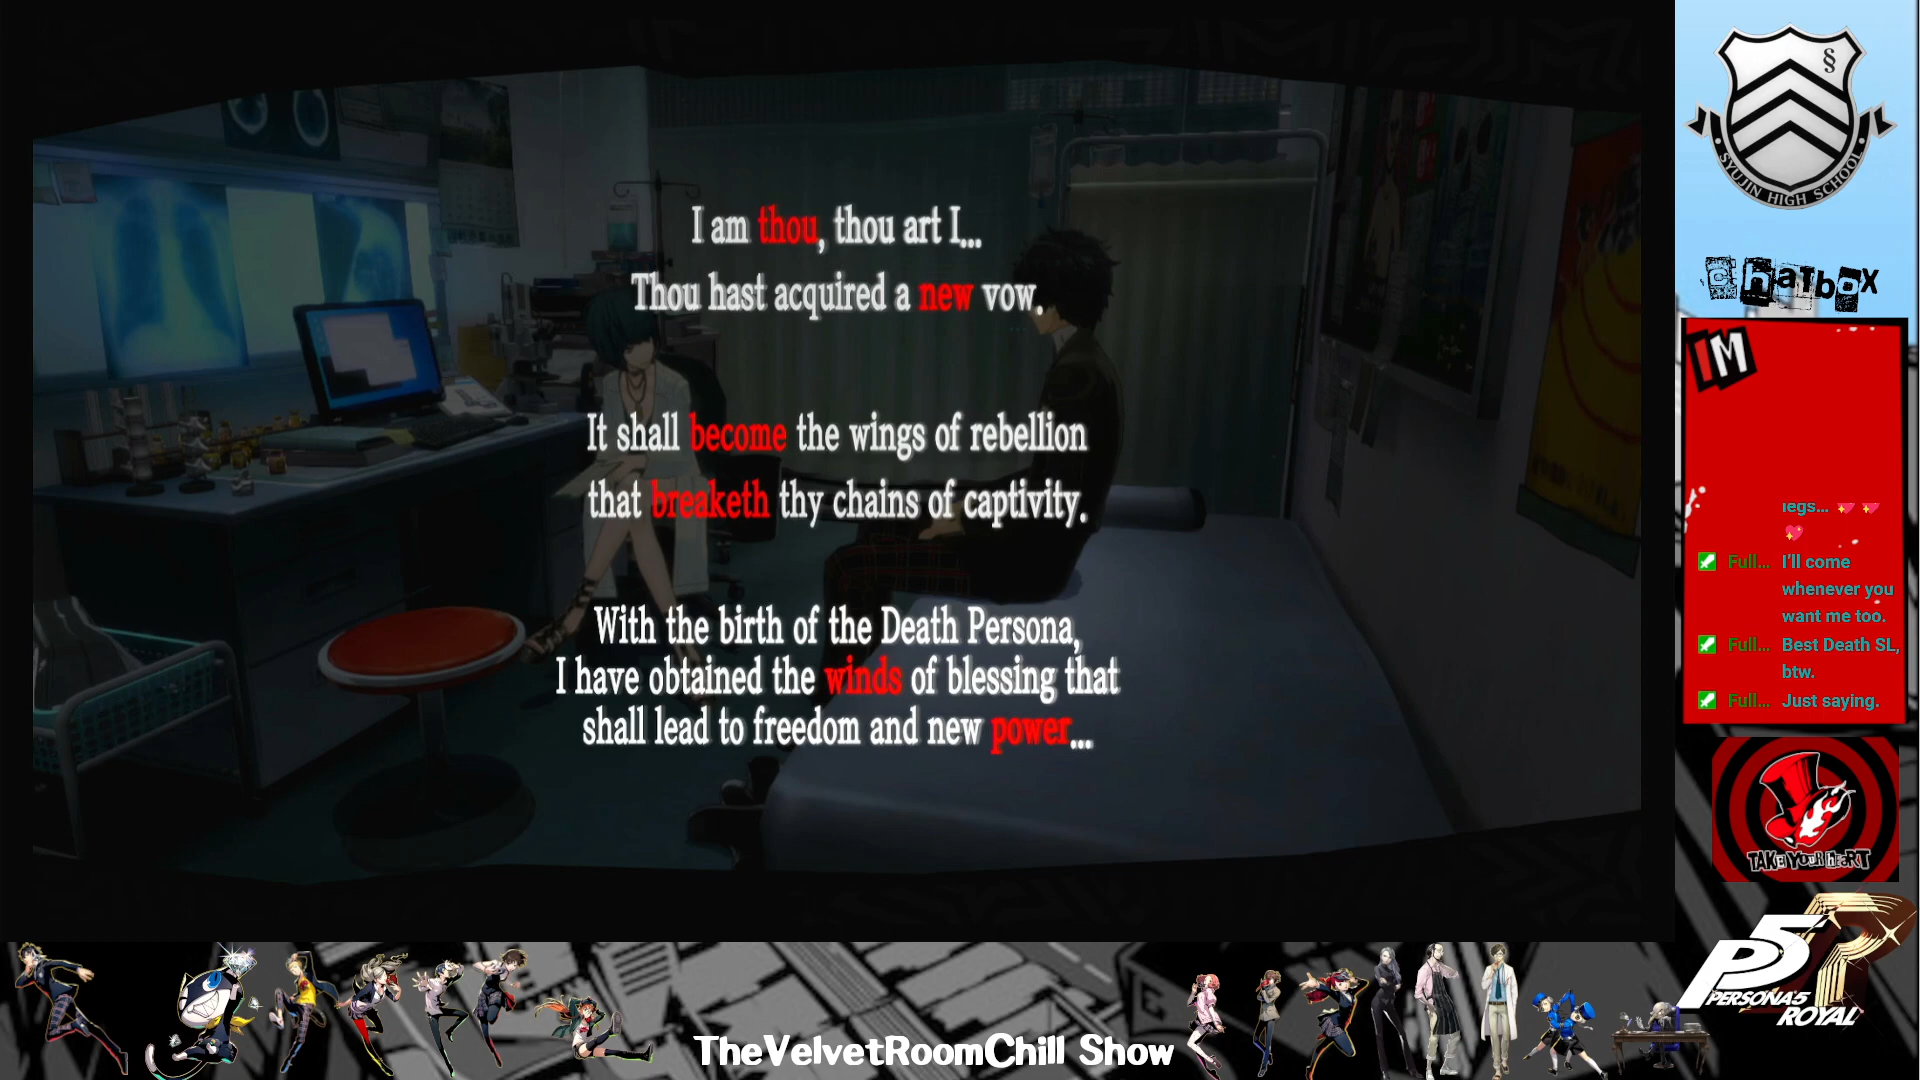 I am thou, thou art I...
Thou hast acquired a new vow.
It shall become the wings of rebellion
that breaketh thy chains of captivity.
With the birth of the Death Persona,
I have obtained the winds of blessing that
shall lead to freedom and new power...
§
SYUJIN HIGH SCHOOL
chatbox
IM
legs... 💖 💖
💖
Full... I'll come
whenever you
want me too.
Full... Best Death SL,
btw.
Full... Just saying.
TAKE YOUR HEART
P5R
PERSONA5
ROYAL
TheVelvetRoomChill Show